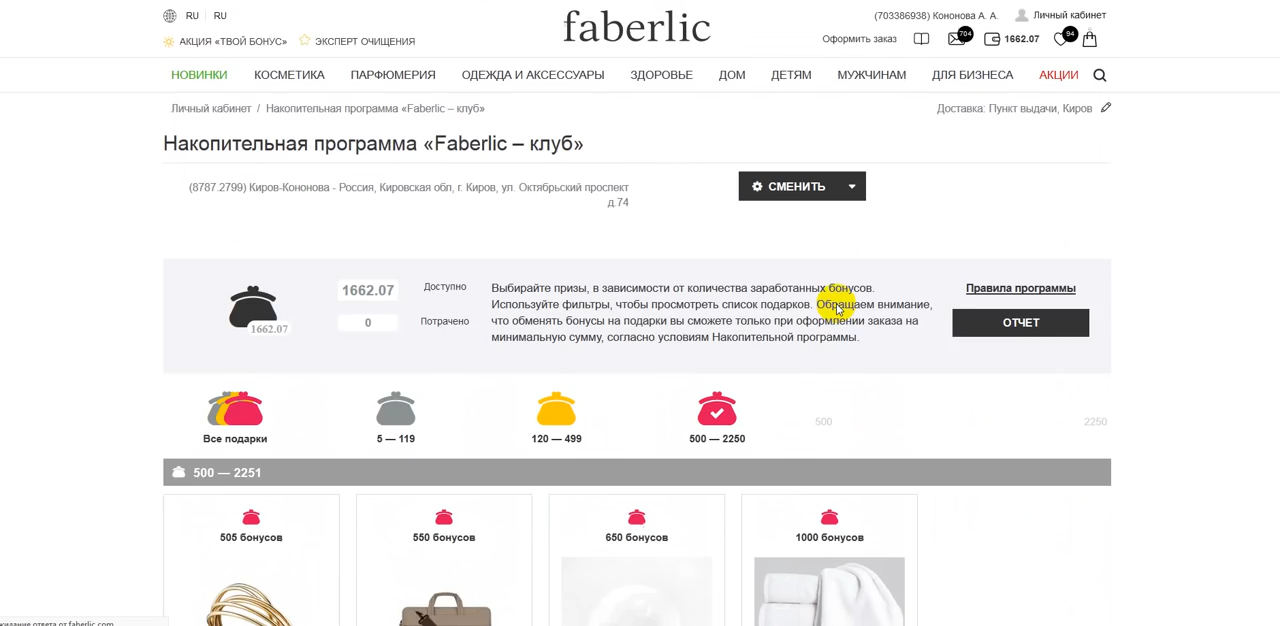 RU RU
(703386938) Кононова А. А. Личный кабинет
faberlic
АКЦИЯ «ТВОЙ БОНУС» ЭКСПЕРТ ОЧИЩЕНИЯ
Оформить заказ 704 1662.07 94
НОВИНКИ КОСМЕТИКА ПАРФЮМЕРИЯ ОДЕЖДА И АКСЕССУАРЫ ЗДОРОВЬЕ ДОМ ДЕТЯМ МУЖЧИНАМ ДЛЯ БИЗНЕСА АКЦИИ
Личный кабинет / Накопительная программа «Faberlic – клуб»
Доставка: Пункт выдачи, Киров
Накопительная программа «Faberlic – клуб»
(8787.2799) Киров-Кононова - Россия, Кировская обл, г. Киров, ул. Октябрьский проспект
д.74
СМЕНИТЬ
1662.07
1662.07 Доступно
0 Потрачено
Выбирайте призы, в зависимости от количества заработанных бонусов.
Используйте фильтры, чтобы просмотреть список подарков. Обращаем внимание,
что обменять бонусы на подарки вы сможете только при оформлении заказа на
минимальную сумму, согласно условиям Накопительной программы.
Правила программы
ОТЧЕТ
Все подарки 5 — 119 120 — 499 500 — 2250
500 2250
500 — 2251
505 бонусов 550 бонусов 650 бонусов 1000 бонусов
ожидание ответа от faberlic.com